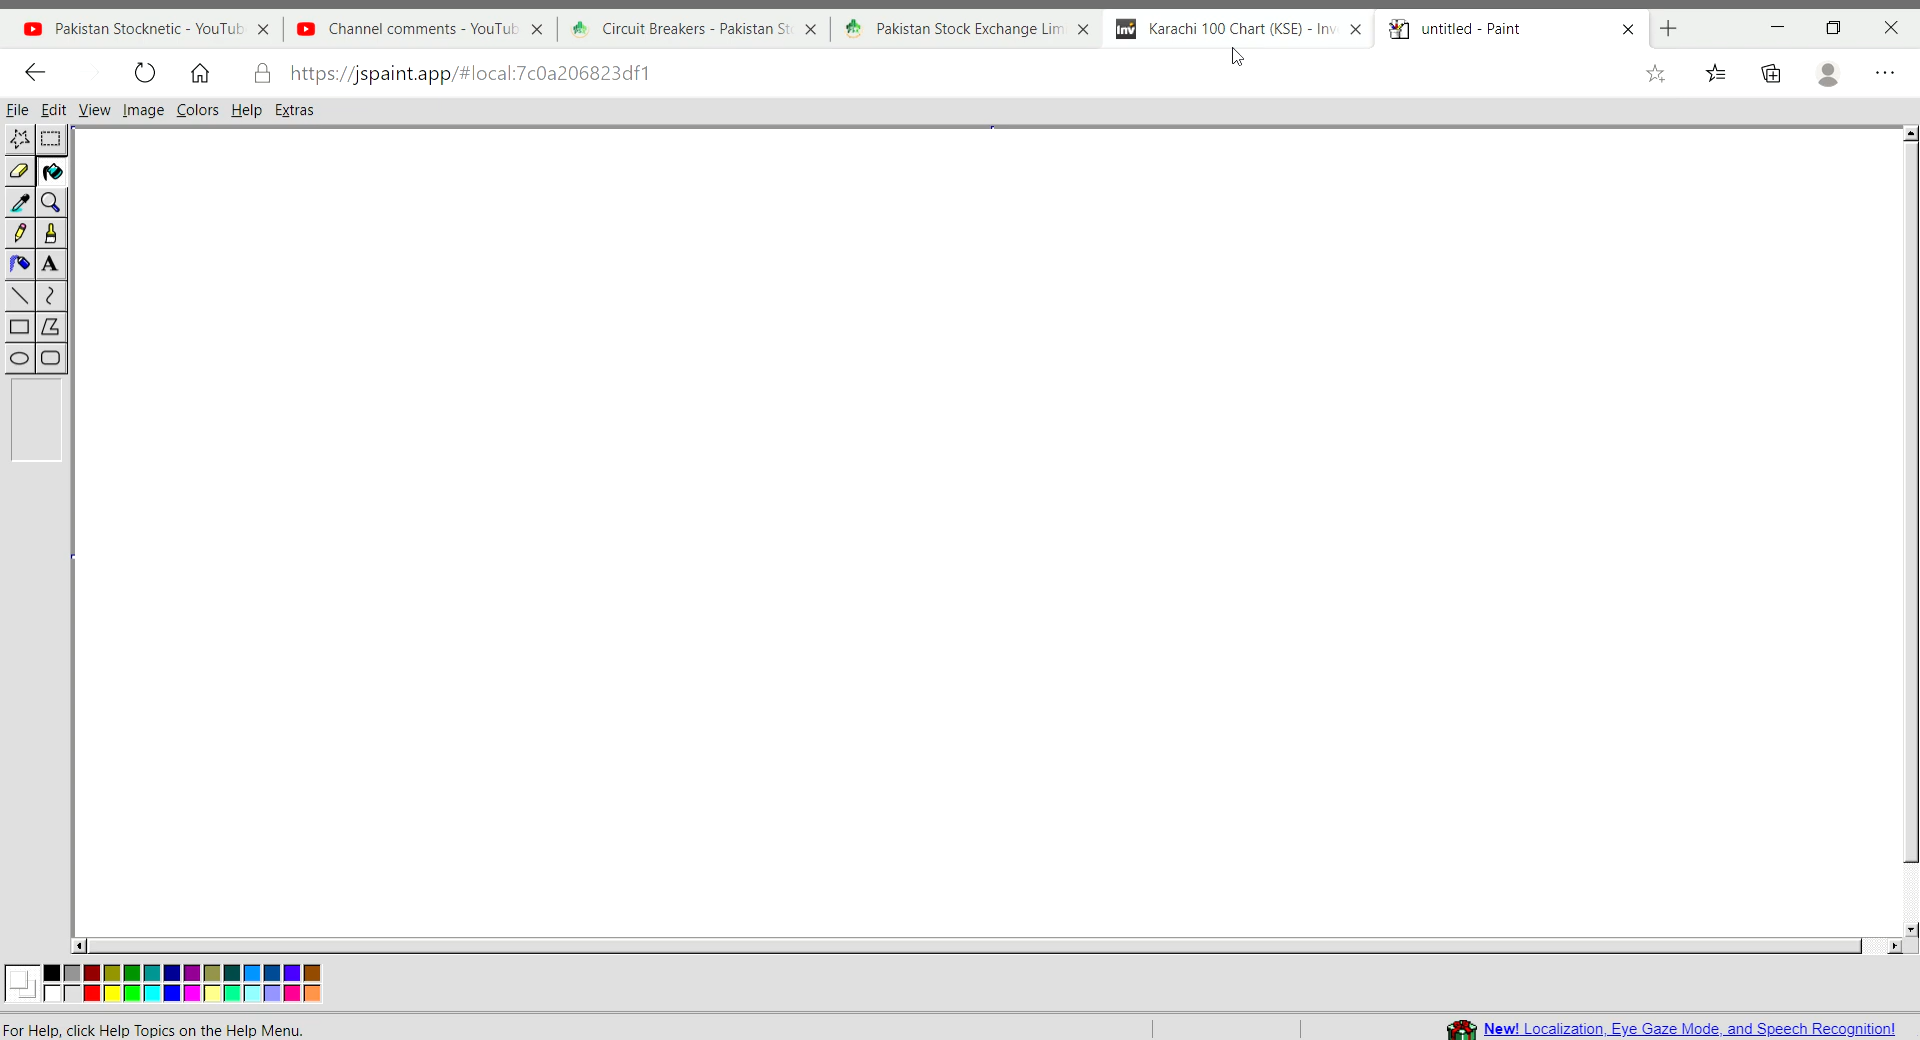 Pakistan Stocknetic - YouTub
Channel comments - YouTub
Circuit Breakers - Pakistan Sto
Pakistan Stock Exchange Lim
Inv Karachi 100 Chart (KSE) - Inv
untitled - Paint
https://jspaint.app/#local:7c0a206823df1
File Edit View Image Colors Help Extras
A
For Help, click Help Topics on the Help Menu.
New! Localization, Eye Gaze Mode, and Speech Recognition!